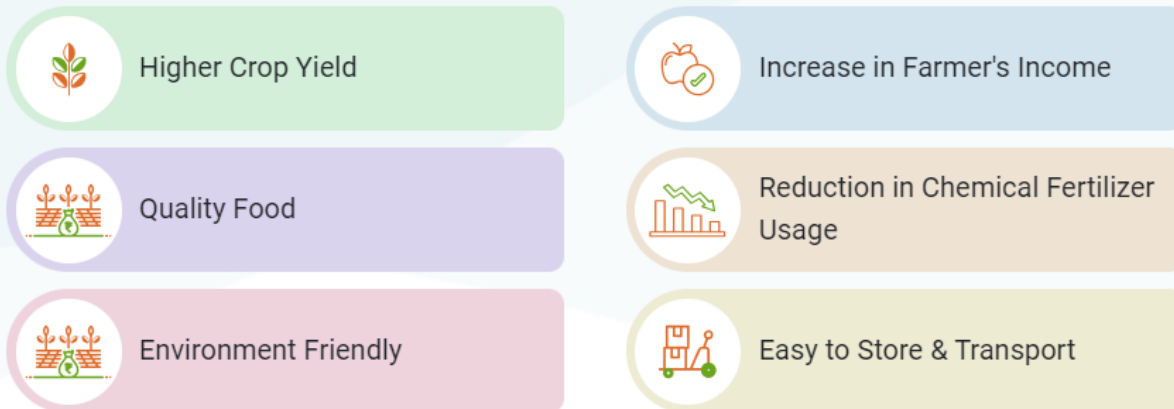 Higher Crop Yield
Increase in Farmer's Income
Quality Food
Reduction in Chemical Fertilizer
Usage
Environment Friendly
Easy to Store & Transport